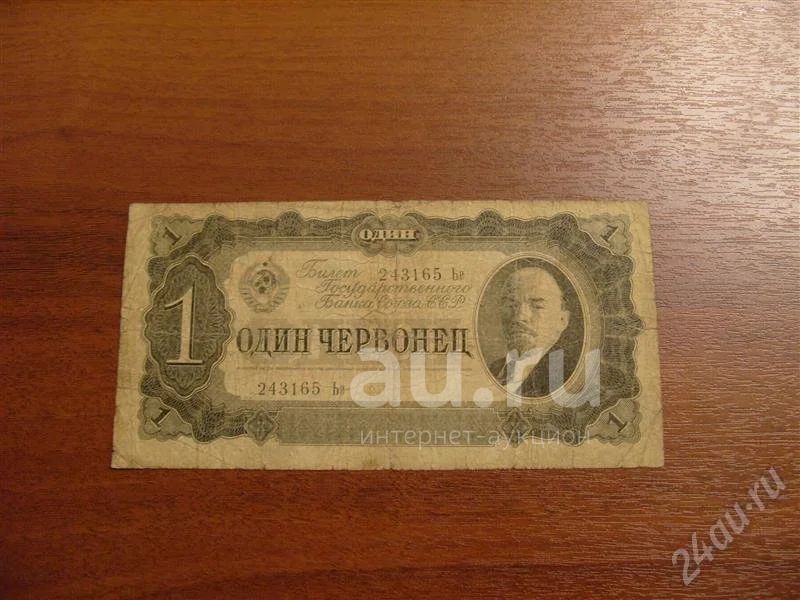 1 ОДИН 1
Билет 243165 Ьв
Государственного
Банка Союза ССР
1 ОДИН ЧЕРВОНЕЦ
243165 Ьв
1 1
au.ru
интернет-аукцион
24au.ru